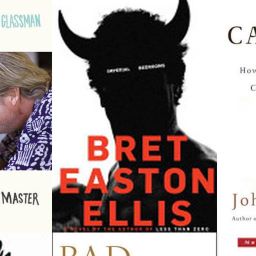 GLASSMAN
MASTER
IMPERIAL BEDROOMS
BRET
EASTON
ELLIS
A NOVEL BY THE AUTHOR OF LESS THAN ZERO
BAD
CA
How
C
Joh
Author o